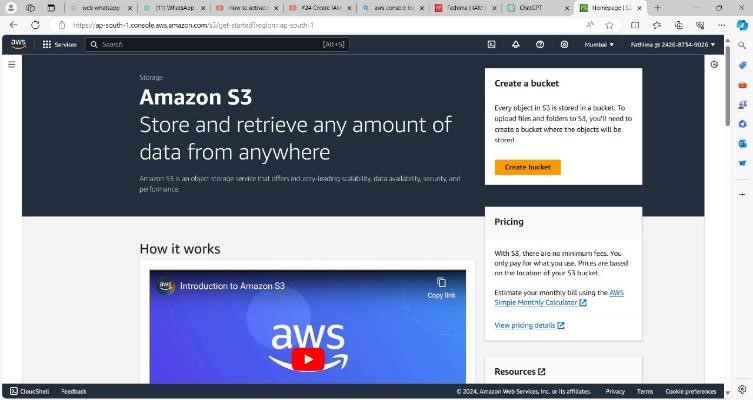 web whatsapp
(11) WhatsApp
How to activate
#24 Create IAM
aws console log
Fathima | IAM
ChatGPT
Homepage | S3
https://ap-south-1.console.aws.amazon.com/s3/get-started?region=ap-south-1
aws
Services
Search
[Alt+S]
Mumbai
Fathima @ 2426-8734-9026
Storage
Amazon S3
Store and retrieve any amount of
data from anywhere
Amazon S3 is an object storage service that offers industry-leading scalability, data availability, security, and
performance.
Create a bucket
Every object in S3 is stored in a bucket. To
upload files and folders to S3, you'll need to
create a bucket where the objects will be
stored.
Create bucket
Pricing
With S3, there are no minimum fees. You
only pay for what you use. Prices are based
on the location of your S3 bucket.
Estimate your monthly bill using the AWS
Simple Monthly Calculator
View pricing details
Resources
How it works
aws
Introduction to Amazon S3
Copy link
aws
CloudShell
Feedback
© 2024, Amazon Web Services, Inc. or its affiliates.
Privacy
Terms
Cookie preferences